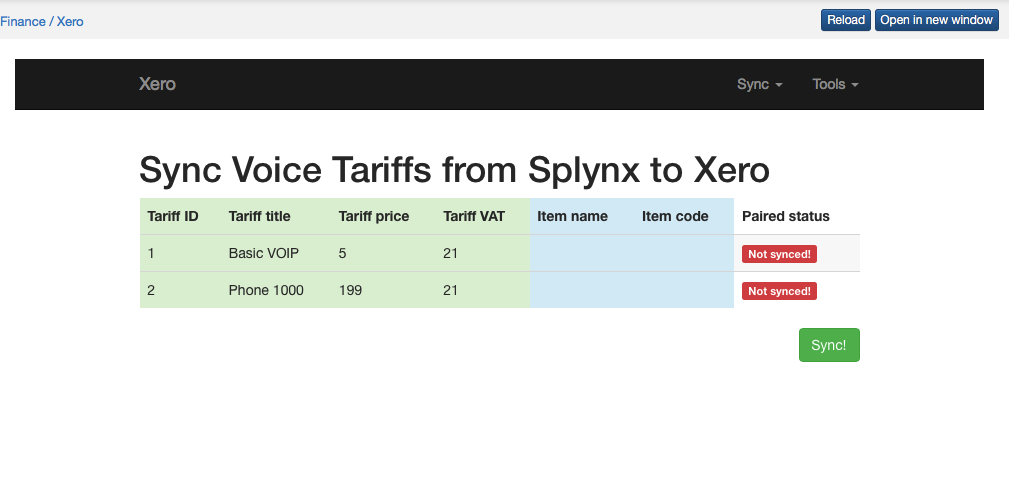 Finance / Xero Reload Open in new window
Xero Sync Tools
Sync Voice Tariffs from Splynx to Xero
Tariff ID Tariff title Tariff price Tariff VAT Item name Item code Paired status
1 Basic VOIP 5 21 Not synced!
2 Phone 1000 199 21 Not synced!
Sync!